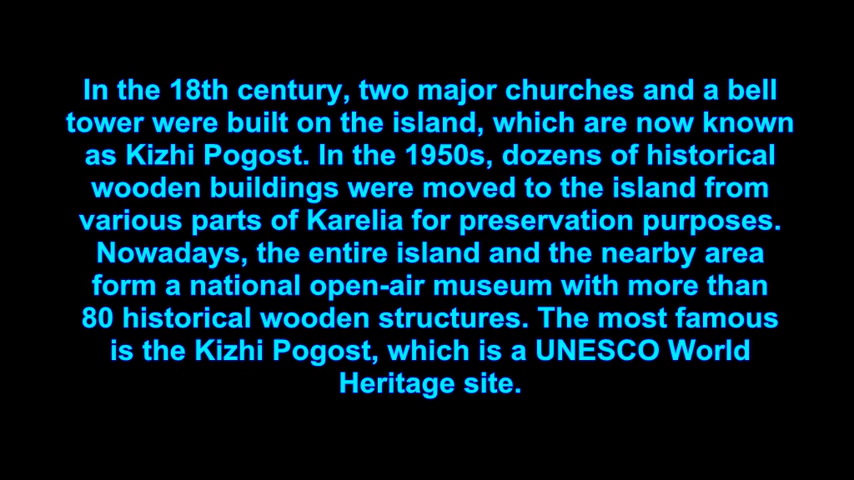 In the 18th century, two major churches and a bell
tower were built on the island, which are now known
as Kizhi Pogost. In the 1950s, dozens of historical
wooden buildings were moved to the island from
various parts of Karelia for preservation purposes.
Nowadays, the entire island and the nearby area
form a national open-air museum with more than
80 historical wooden structures. The most famous
is the Kizhi Pogost, which is a UNESCO World
Heritage site.